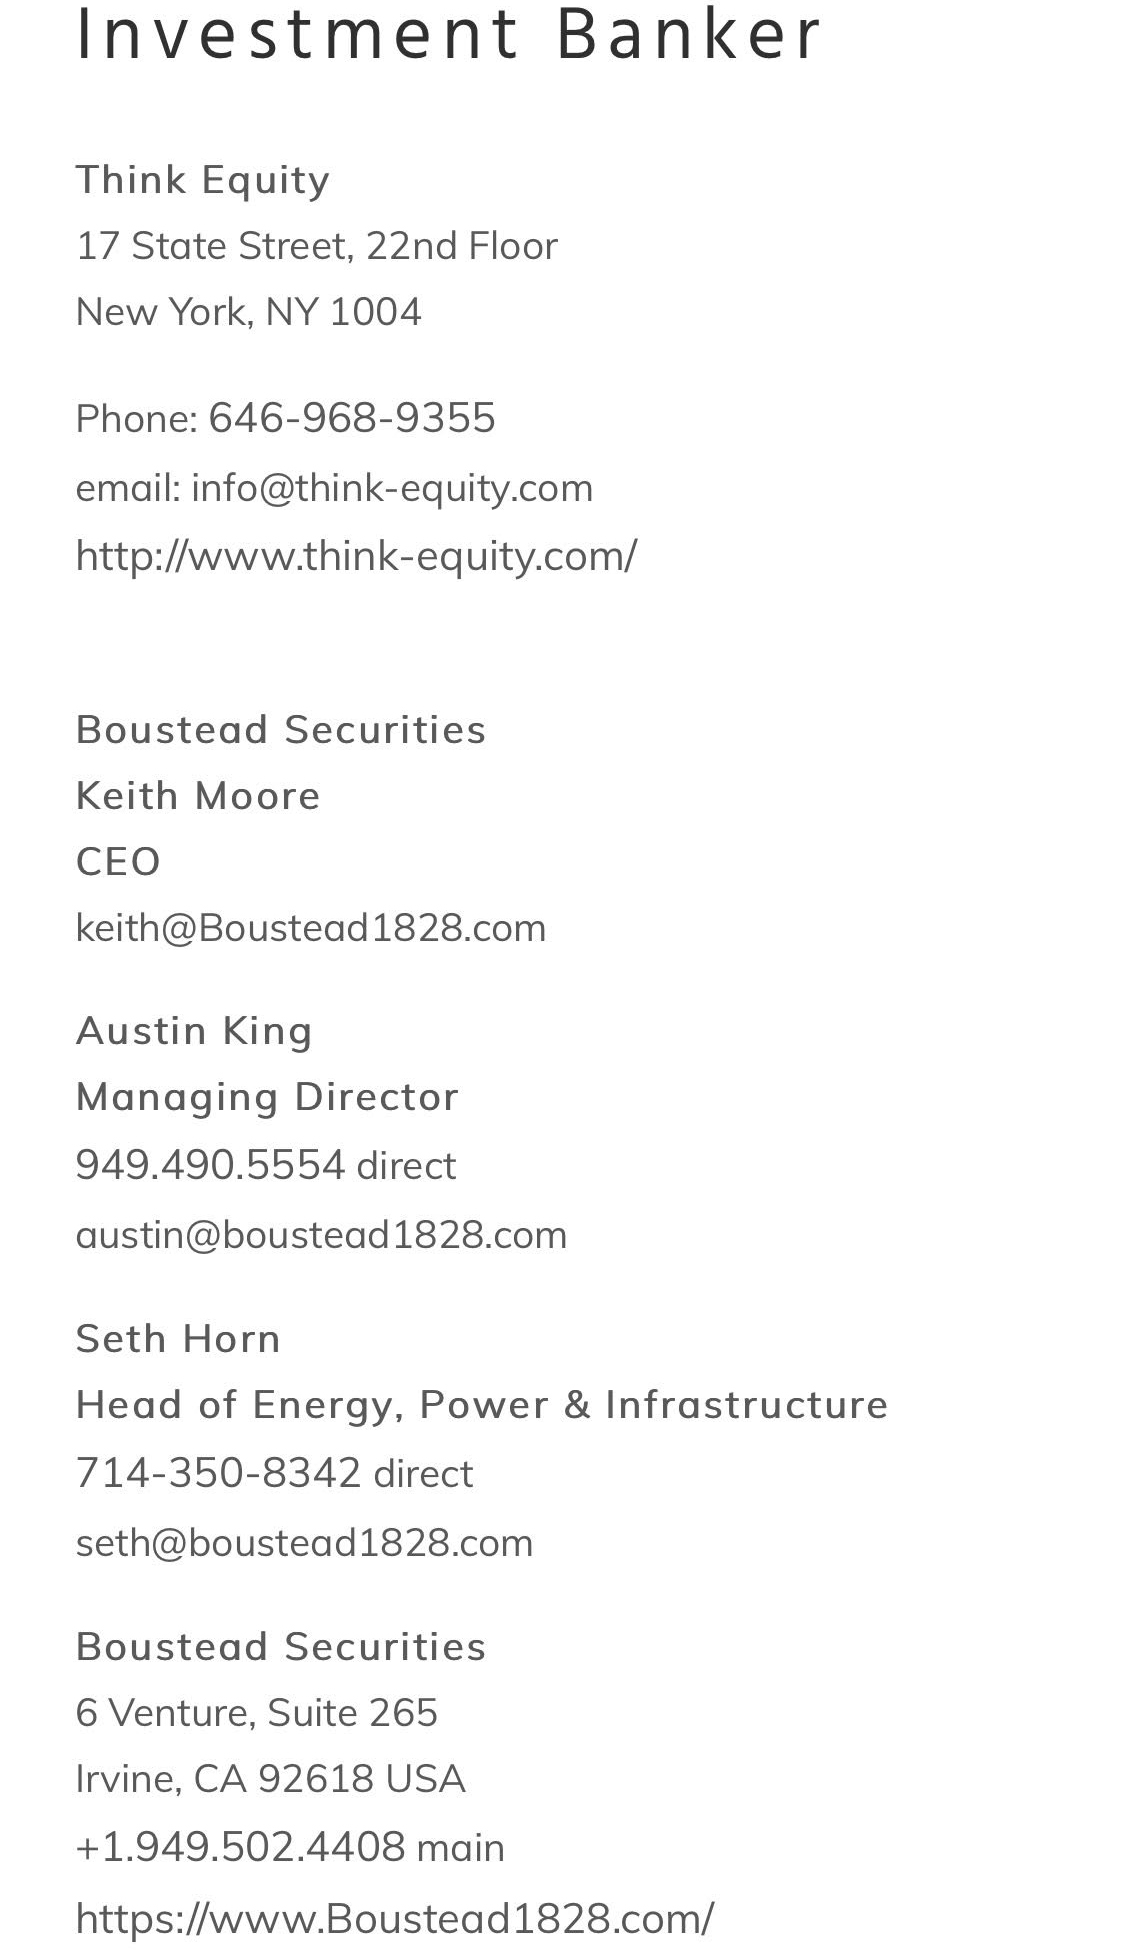 Investment Banker
Think Equity
17 State Street, 22nd Floor
New York, NY 1004
Phone: 646-968-9355
email: info@think-equity.com
http://www.think-equity.com/
Boustead Securities
Keith Moore
CEO
keith@Boustead1828.com
Austin King
Managing Director
949.490.5554 direct
austin@boustead1828.com
Seth Horn
Head of Energy, Power & Infrastructure
714-350-8342 direct
seth@boustead1828.com
Boustead Securities
6 Venture, Suite 265
Irvine, CA 92618 USA
+1.949.502.4408 main
https://www.Boustead1828.com/